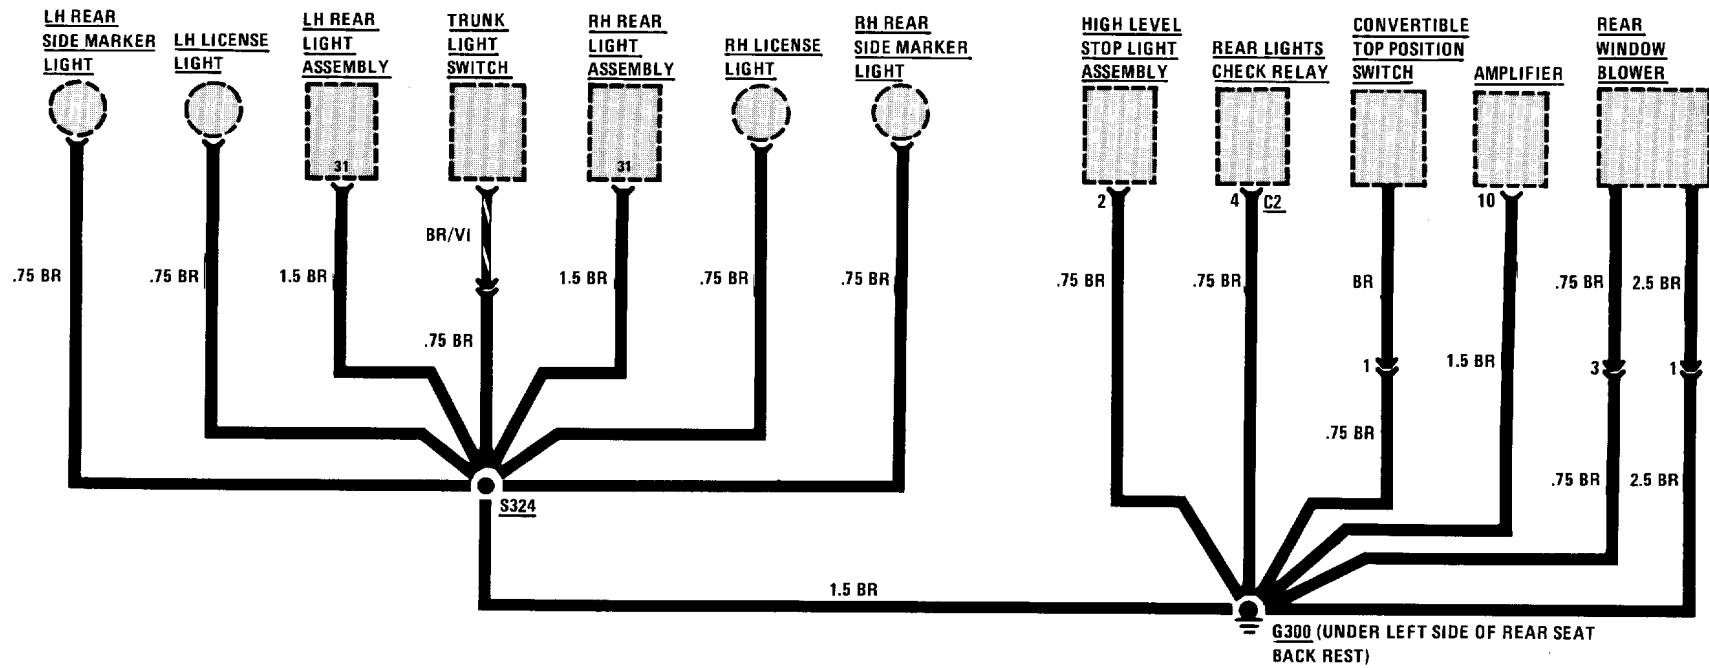 LH REAR
SIDE MARKER
LIGHT
LH LICENSE
LIGHT
LH REAR
LIGHT
ASSEMBLY
TRUNK
LIGHT
SWITCH
RH REAR
LIGHT
ASSEMBLY
RH LICENSE
LIGHT
RH REAR
SIDE MARKER
LIGHT
HIGH LEVEL
STOP LIGHT
ASSEMBLY
REAR LIGHTS
CHECK RELAY
CONVERTIBLE
TOP POSITION
SWITCH
AMPLIFIER
REAR
WINDOW
BLOWER
31
31
2
4
C2
10
BR/VI
.75 BR
.75 BR
1.5 BR
1.5 BR
.75 BR
.75 BR
.75 BR
.75 BR
BR
.75 BR
2.5 BR
.75 BR
1
1.5 BR
3
1
.75 BR
.75 BR
2.5 BR
S324
1.5 BR
G300 (UNDER LEFT SIDE OF REAR SEAT
BACK REST)